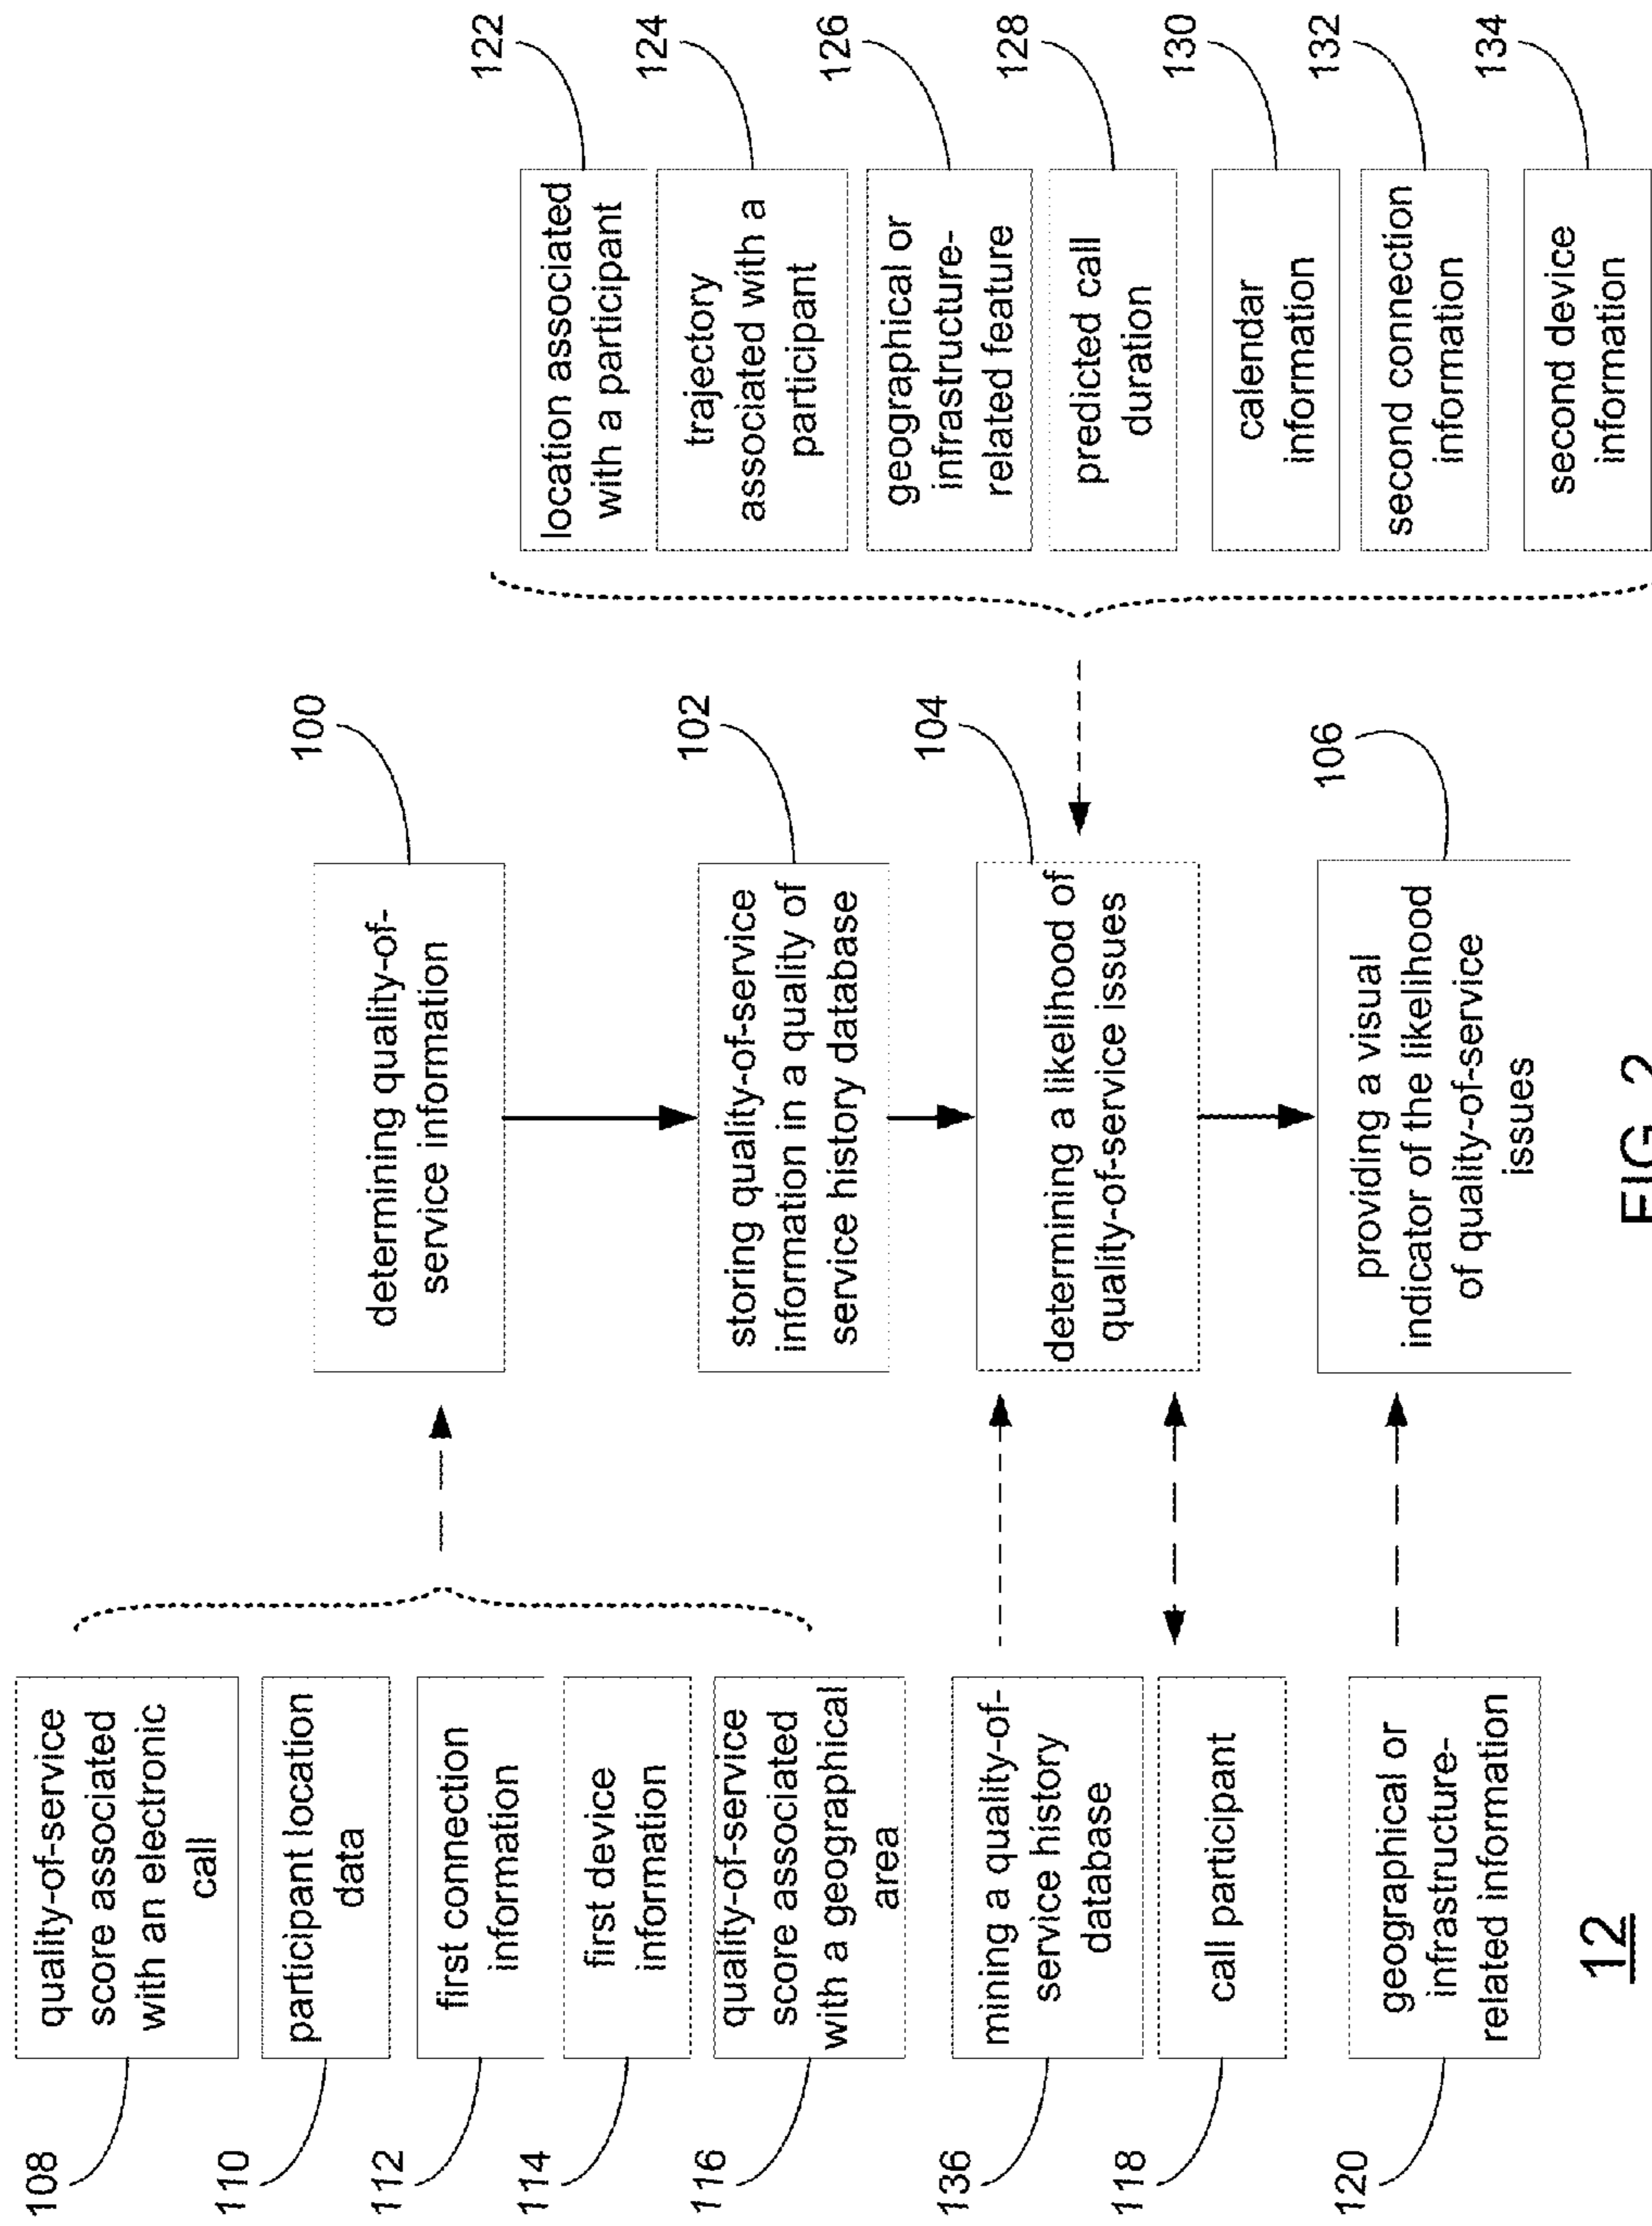 108
quality-of-service
score associated
with an electronic
call
110
participant location
data
112
first connection
information
114
first device
information
116
quality-of-service
score associated
with a geographical
area
136
mining a quality-of-
service history
database
118
call participant
120
geographical or
infrastructure-
related information
12
100
determining quality-of-
service information
102
storing quality-of-service
information in a quality of
service history database
104
determining a likelihood of
quality-of-service issues
106
providing a visual
indicator of the likelihood
of quality-of-service
issues
FIG. 2
122
location associated
with a participant
124
trajectory
associated with a
participant
126
geographical or
infrastructure-
related feature
128
predicted call
duration
130
calendar
information
132
second connection
information
134
second device
information